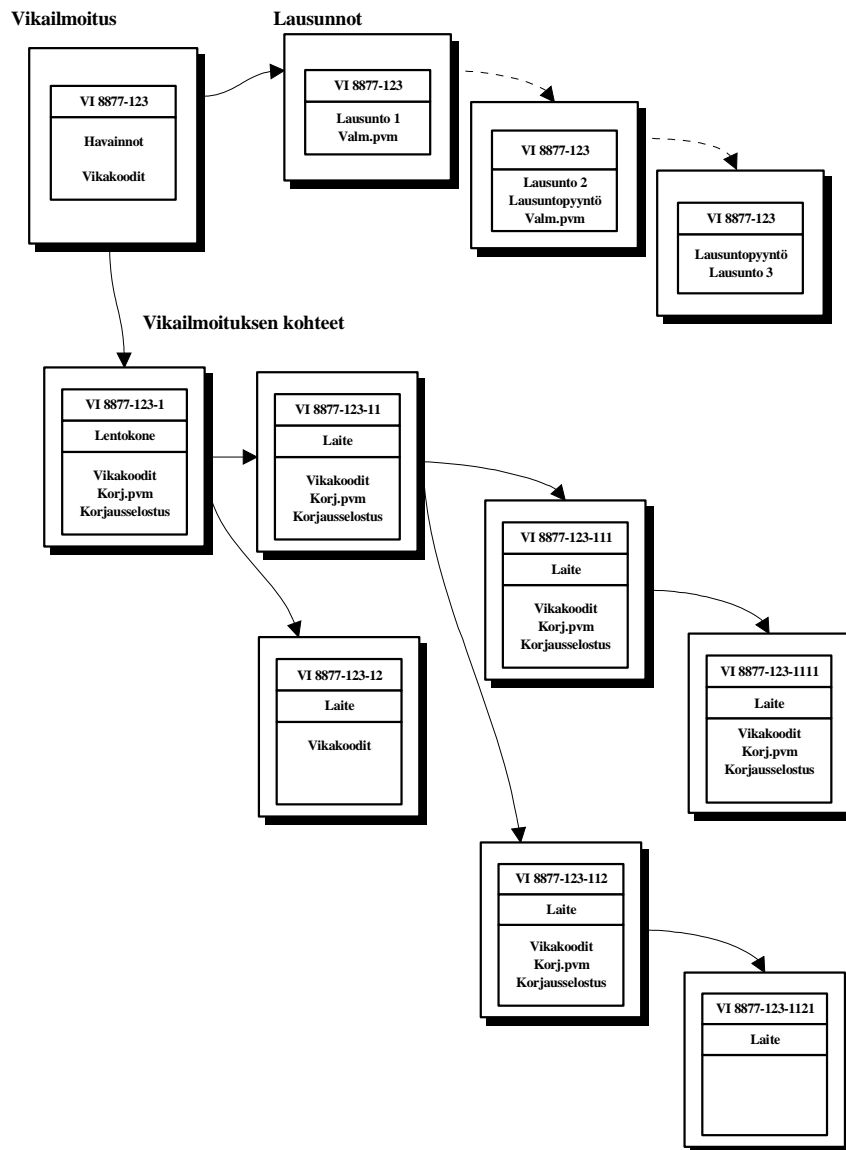 Vikailmoitus
Lausunnot
VI 8877-123
Havainnot
Vikakoodit
VI 8877-123
Lausunto 1
Valm.pvm
VI 8877-123
Lausunto 2
Lausuntopyyntö
Valm.pvm
VI 8877-123
Lausuntopyyntö
Lausunto 3
Vikailmoituksen kohteet
VI 8877-123-1
Lentokone
Vikakoodit
Korj.pvm
Korjausselostus
VI 8877-123-11
Laite
Vikakoodit
Korj.pvm
Korjausselostus
VI 8877-123-111
Laite
Vikakoodit
Korj.pvm
Korjausselostus
VI 8877-123-12
Laite
Vikakoodit
VI 8877-123-1111
Laite
Vikakoodit
Korj.pvm
Korjausselostus
VI 8877-123-112
Laite
Vikakoodit
Korj.pvm
Korjausselostus
VI 8877-123-1121
Laite